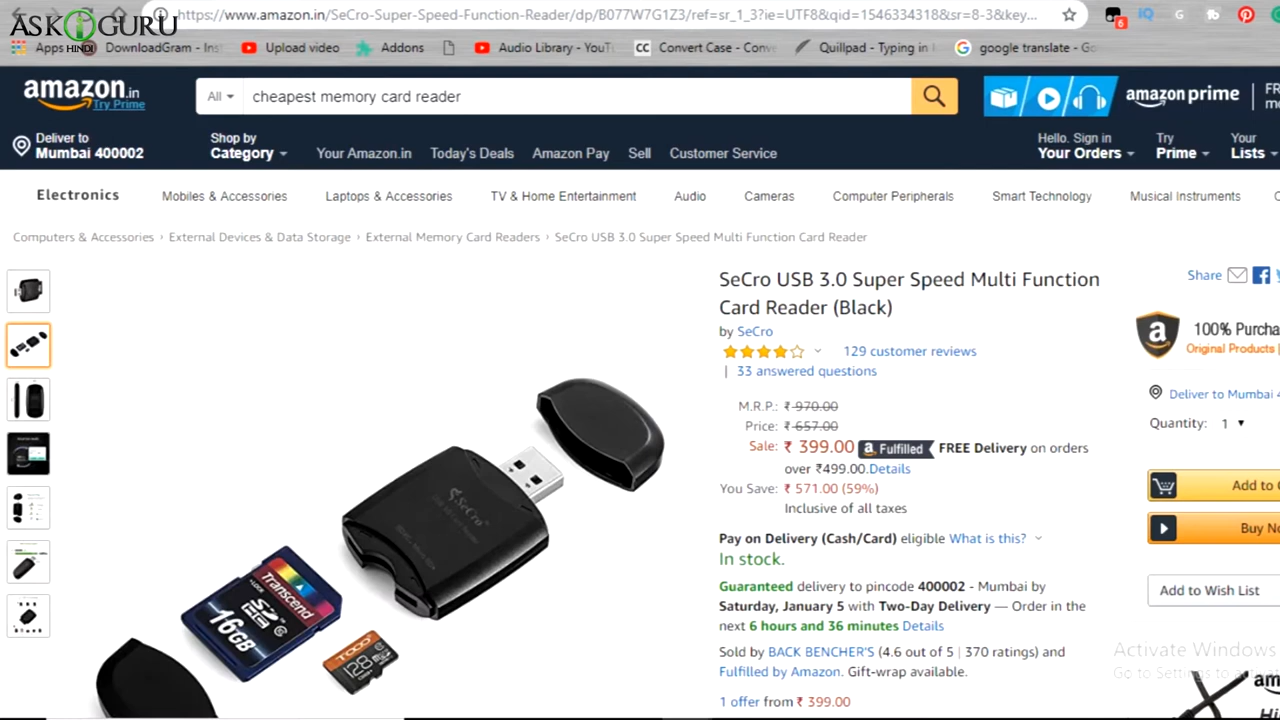 ASK GURU
HINDI
https://www.amazon.in/SeCro-Super-Speed-Function-Reader/dp/B077W7G1Z3/ref=sr_1_3?ie=UTF8&qid=1546334318&sr=8-3&key...
6
IQ
G
Apps
DownloadGram - Ins
Upload video
Addons
Audio Library - YouTu
CC Convert Case - Conv
Quillpad - Typing in
google translate - Go
amazon.in
Try Prime
All
cheapest memory card reader
amazon prime
Deliver to
Mumbai 400002
Shop by
Category
Your Amazon.in
Today's Deals
Amazon Pay
Sell
Customer Service
Hello. Sign in
Your Orders
Try
Prime
Your
Lists
Electronics
Mobiles & Accessories
Laptops & Accessories
TV & Home Entertainment
Audio
Cameras
Computer Peripherals
Smart Technology
Musical Instruments
Computers & Accessories › External Devices & Data Storage › External Memory Card Readers › SeCro USB 3.0 Super Speed Multi Function Card Reader
SeCro USB 3.0 Super Speed Multi Function
Card Reader (Black)
by SeCro
129 customer reviews
| 33 answered questions
M.R.P.: ₹ 970.00
Price: ₹ 657.00
Sale: ₹ 399.00 a Fulfilled FREE Delivery on orders
over ₹499.00.Details
You Save: ₹ 571.00 (59%)
Inclusive of all taxes
Pay on Delivery (Cash/Card) eligible What is this?
In stock.
Guaranteed delivery to pincode 400002 - Mumbai by
Saturday, January 5 with Two-Day Delivery — Order in the
next 6 hours and 36 minutes Details
Sold by BACK BENCHER'S (4.6 out of 5 | 370 ratings) and
Fulfilled by Amazon. Gift-wrap available.
1 offer from ₹ 399.00
Share
a
100% Purcha
Original Products |
Deliver to Mumbai 4
Quantity: 1
Add to C
Buy No
Add to Wish List
Activate Windows
am
SeCro
LOCK
Transcend
SD HC
16GB
128